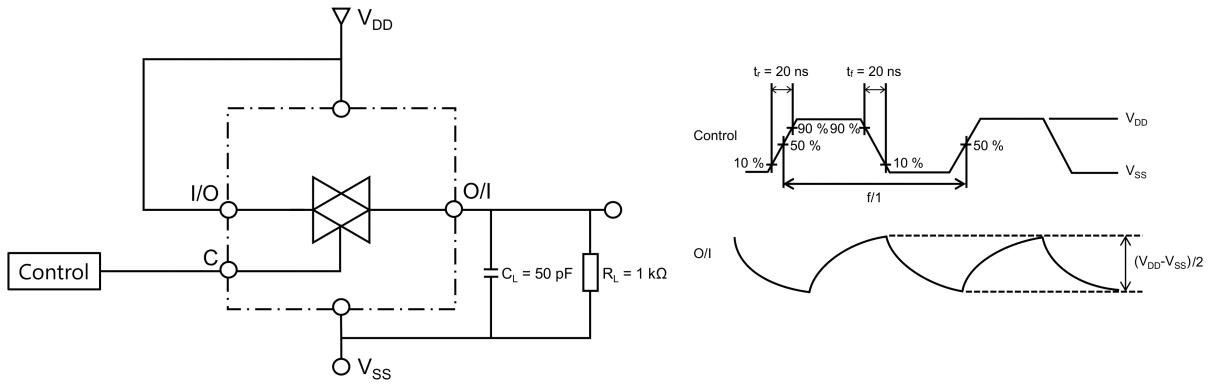 V_DD
I/O
O/I
C
Control
C_L = 50 pF
R_L = 1 kΩ
V_SS
t_r = 20 ns
t_f = 20 ns
Control
10 %
90 %
50 %
90 %
10 %
50 %
V_DD
V_SS
f/1
O/I
(V_DD-V_SS)/2